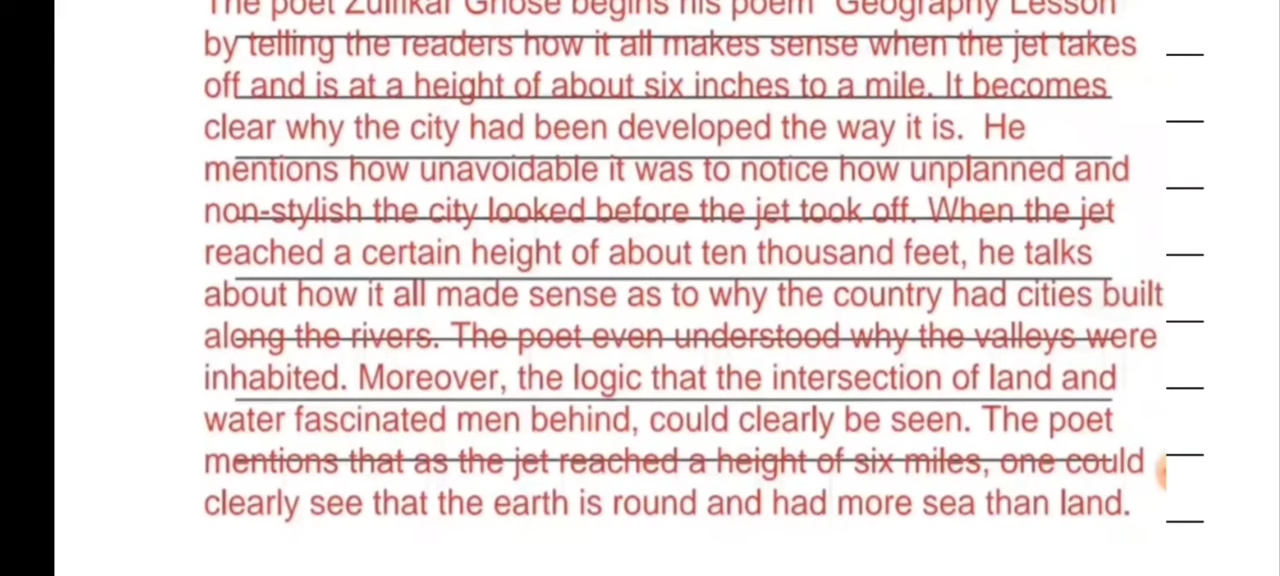 The poet Zulfikar Ghose begins his poem "Geography Lesson"
by telling the readers how it all makes sense when the jet takes
off and is at a height of about six inches to a mile. It becomes
clear why the city had been developed the way it is.  He
mentions how unavoidable it was to notice how unplanned and
non-stylish the city looked before the jet took off. When the jet
reached a certain height of about ten thousand feet, he talks
about how it all made sense as to why the country had cities built
along the rivers. The poet even understood why the valleys were
inhabited. Moreover, the logic that the intersection of land and
water fascinated men behind, could clearly be seen. The poet
mentions that as the jet reached a height of six miles, one could
clearly see that the earth is round and had more sea than land.